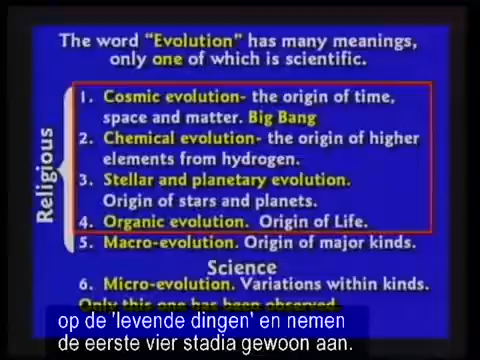 The word “Evolution” has many meanings,
only one of which is scientific.
Religious
1. Cosmic evolution- the origin of time,
space and matter. Big Bang
2. Chemical evolution- the origin of higher
elements from hydrogen.
3. Stellar and planetary evolution.
Origin of stars and planets.
4. Organic evolution. Origin of Life.
5. Macro-evolution. Origin of major kinds.
Science
6. Micro-evolution. Variations within kinds.
Only this one has been observed.
op de 'levende dingen' en nemen
de eerste vier stadia gewoon aan.